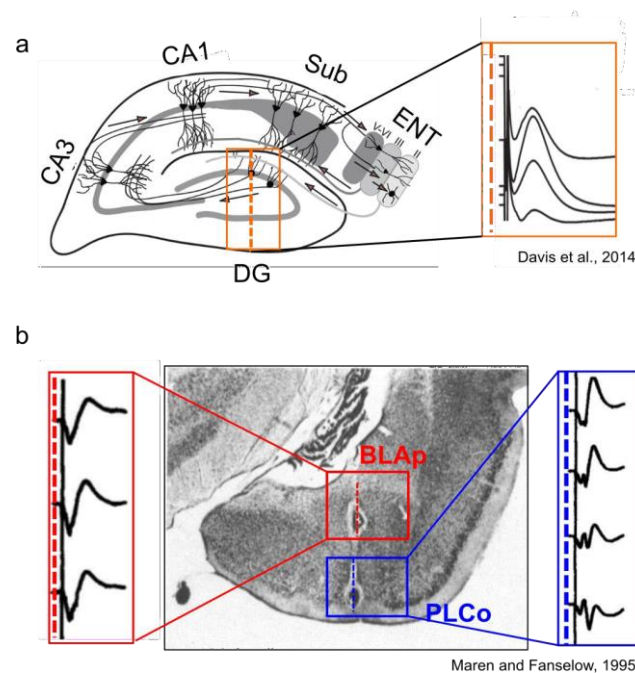 a
CA1
Sub
ENT
V-VI
III
II
CA3
DG
Davis et al., 2014
b
BLAp
PLCo
Maren and Fanselow, 1995